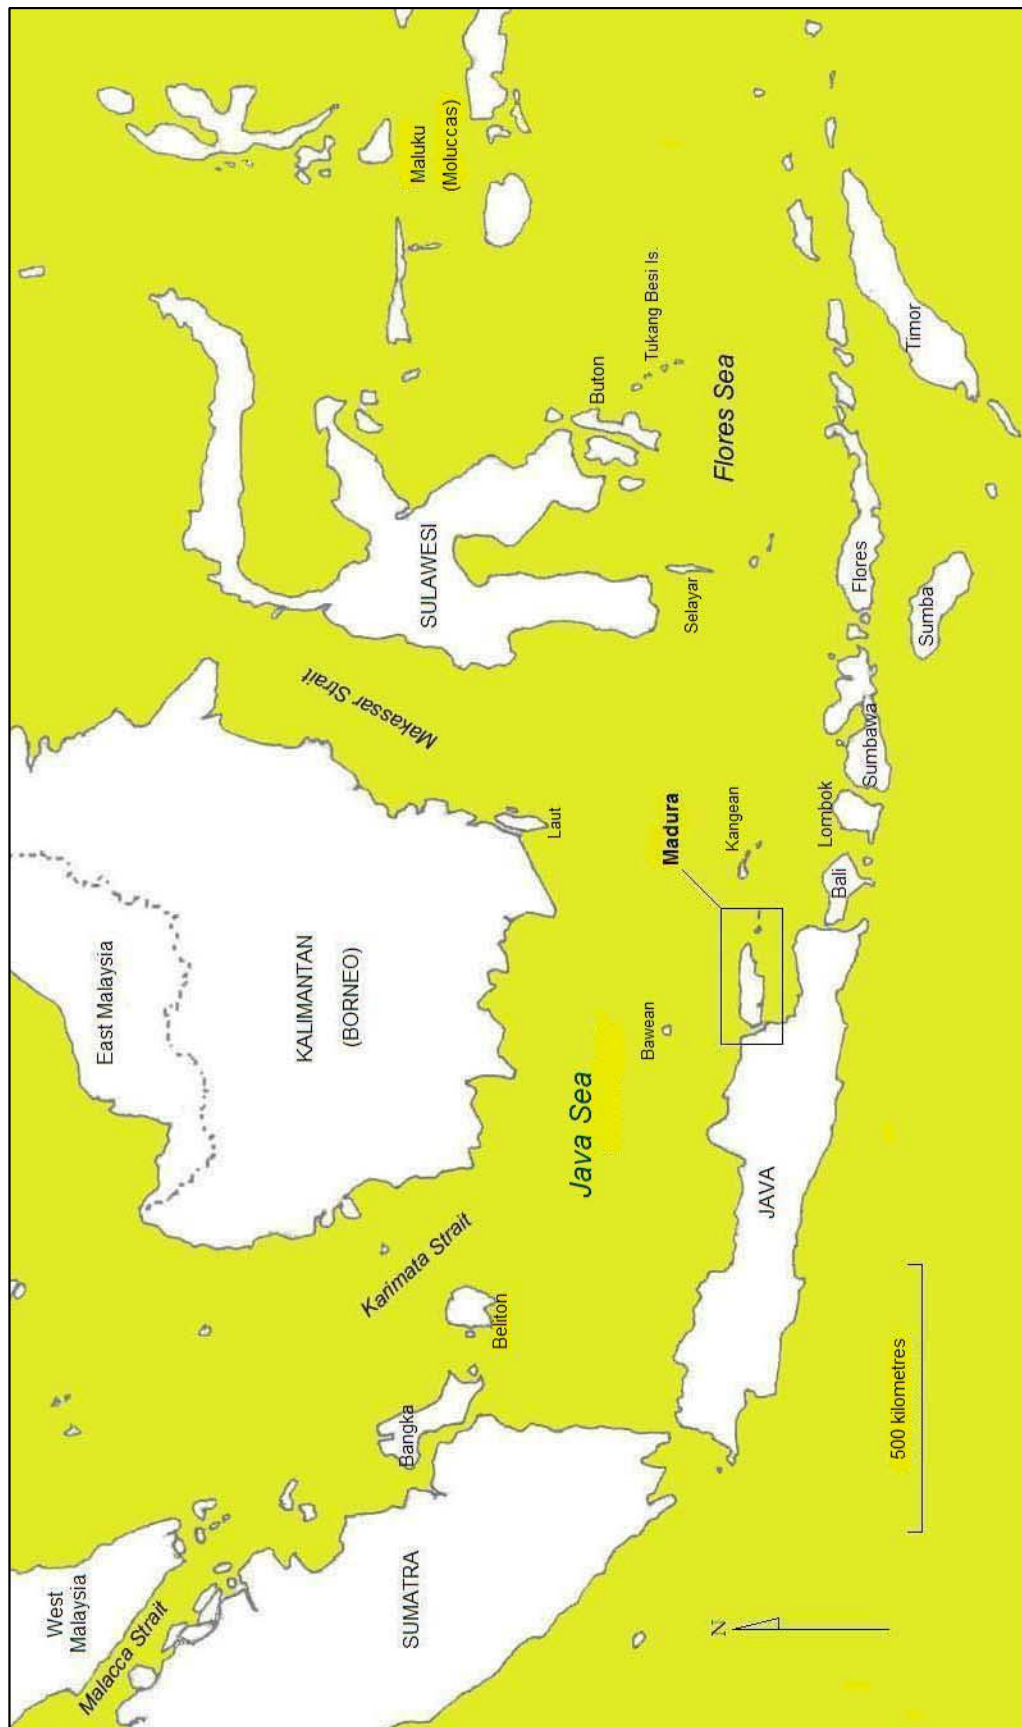 West
Malaysia
Malacca Strait
East Malaysia
KALIMANTAN
(BORNEO)
Maluku
(Moluccas)
Makassar Strait
SULAWESI
SUMATRA
Bangka
Beliton
Karimata Strait
Laut
Buton
Tukang Besi Is.
Java Sea
Bawean
Madura
Kangean
Selayar
Flores Sea
JAVA
Bali
Lombok
Sumbawa
Flores
Sumba
Timor
N
500 kilometres